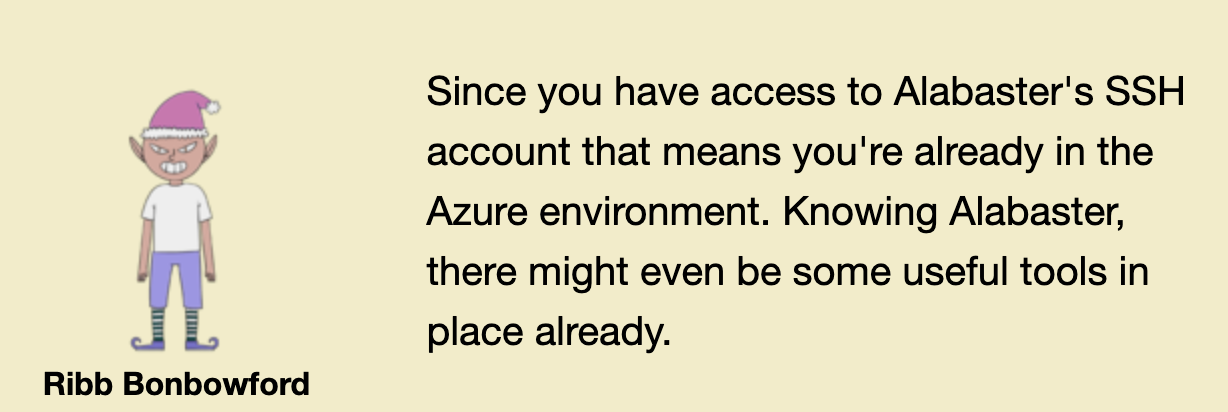 Since you have access to Alabaster's SSH
account that means you're already in the
Azure environment. Knowing Alabaster,
there might even be some useful tools in
place already.
Ribb Bonbowford